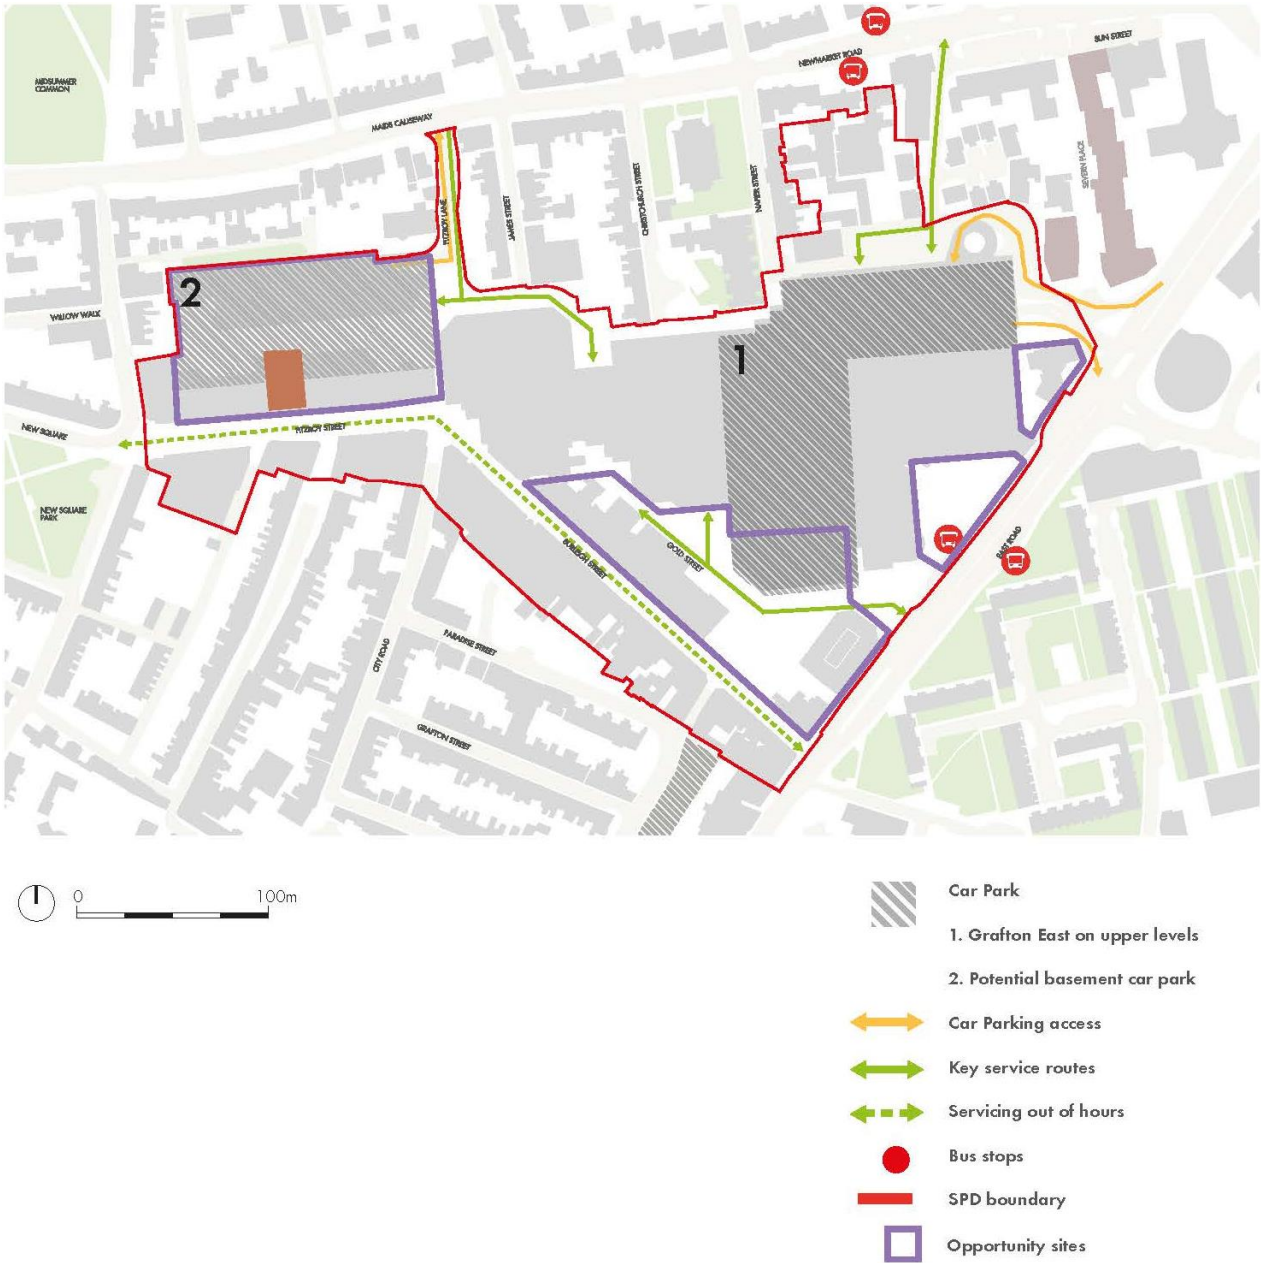 SUN STREET
NEWMARKET ROAD
MIDSUMMER
COMMON
MAIDS CAUSEWAY
SEVERN PLACE
FITZROY LANE
JAMES STREET
CHRISTCHURCH STREET
NAPIER STREET
2
WILLOW WALK
1
NEW SQUARE
FITZROY STREET
NEW SQUARE
PARK
BURLEIGH STREET
GOLD STREET
EAST ROAD
PARADISE STREET
CITY ROAD
GRAFTON STREET
0 100m
Car Park
1. Grafton East on upper levels
2. Potential basement car park
Car Parking access
Key service routes
Servicing out of hours
Bus stops
SPD boundary
Opportunity sites